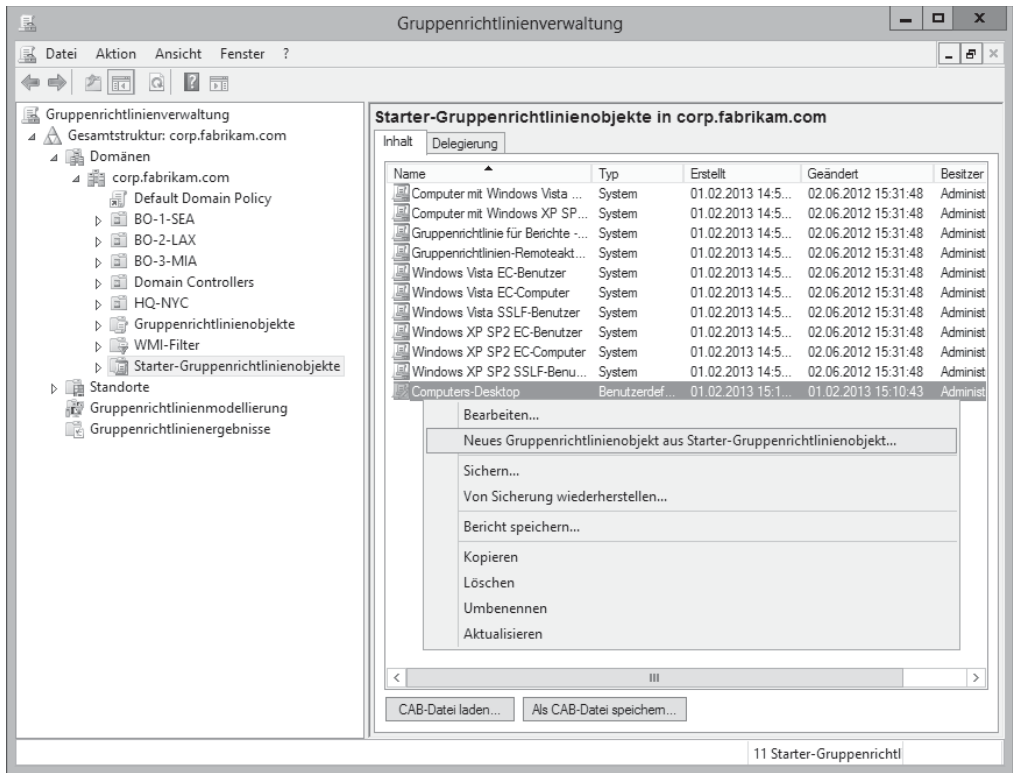 Gruppenrichtlinienverwaltung
Datei Aktion Ansicht Fenster ?
Gruppenrichtlinienverwaltung
Gesamtstruktur: corp.fabrikam.com
Domänen
corp.fabrikam.com
Default Domain Policy
BO-1-SEA
BO-2-LAX
BO-3-MIA
Domain Controllers
HQ-NYC
Gruppenrichtlinienobjekte
WMI-Filter
Starter-Gruppenrichtlinienobjekte
Standorte
Gruppenrichtlinienmodellierung
Gruppenrichtlinienergebnisse
Starter-Gruppenrichtlinienobjekte in corp.fabrikam.com
Inhalt Delegierung
Name Typ Erstellt Geändert Besitzer
Computer mit Windows Vista ... System 01.02.2013 14:5... 02.06.2012 15:31:48 Administ
Computer mit Windows XP SP... System 01.02.2013 14:5... 02.06.2012 15:31:48 Administ
Gruppenrichtlinie für Berichte -... System 01.02.2013 14:5... 02.06.2012 15:31:48 Administ
Gruppenrichtlinien-Remoteakt... System 01.02.2013 14:5... 02.06.2012 15:31:48 Administ
Windows Vista EC-Benutzer System 01.02.2013 14:5... 02.06.2012 15:31:48 Administ
Windows Vista EC-Computer System 01.02.2013 14:5... 02.06.2012 15:31:48 Administ
Windows Vista SSLF-Benutzer System 01.02.2013 14:5... 02.06.2012 15:31:48 Administ
Windows XP SP2 EC-Benutzer System 01.02.2013 14:5... 02.06.2012 15:31:48 Administ
Windows XP SP2 EC-Computer System 01.02.2013 14:5... 02.06.2012 15:31:48 Administ
Windows XP SP2 SSLF-Benu... System 01.02.2013 14:5... 02.06.2012 15:31:48 Administ
Computers-Desktop Benutzerdef... 01.02.2013 15:1... 01.02.2013 15:10:43 Administ
Bearbeiten...
Neues Gruppenrichtlinienobjekt aus Starter-Gruppenrichtlinienobjekt...
Sichern...
Von Sicherung wiederherstellen...
Bericht speichern...
Kopieren
Löschen
Umbenennen
Aktualisieren
CAB-Datei laden... Als CAB-Datei speichern...
11 Starter-Gruppenrichtl